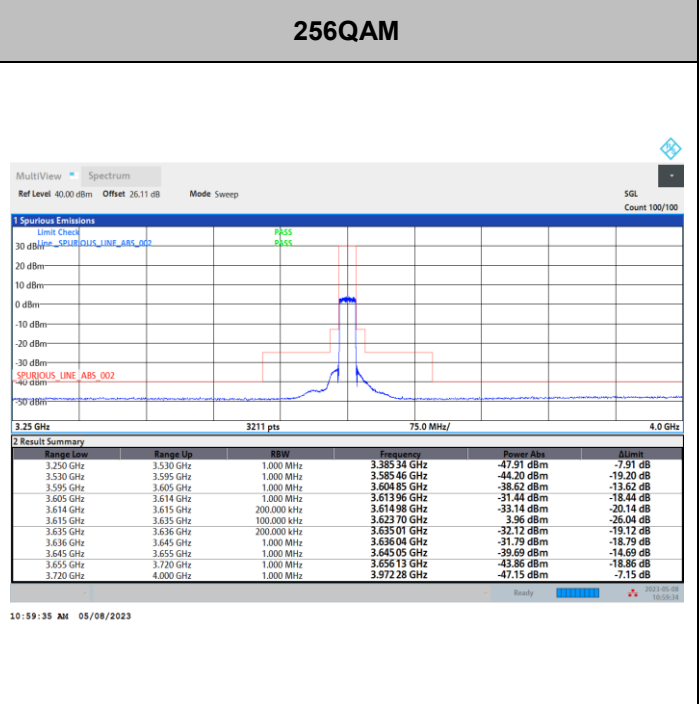 256QAM
MultiView Spectrum
Ref Level 40.00 dBm Offset 26.11 dB Mode Sweep SGL
Count 100/100
1 Spurious Emissions
Limit Check PASS
Line _SPURIOUS_LINE_ABS_002 PASS
30 dBm
20 dBm
10 dBm
0 dBm
-10 dBm
-20 dBm
-30 dBm
_SPURIOUS_LINE_ABS_002
-40 dBm
-50 dBm
3.25 GHz 3211 pts 75.0 MHz/ 4.0 GHz
2 Result Summary
Range Low Range Up RBW Frequency Power Abs ΔLimit
3.250 GHz 3.530 GHz 1.000 MHz 3.38534 GHz -47.91 dBm -7.91 dB
3.530 GHz 3.595 GHz 1.000 MHz 3.58546 GHz -44.20 dBm -19.20 dB
3.595 GHz 3.605 GHz 1.000 MHz 3.60485 GHz -38.62 dBm -13.62 dB
3.605 GHz 3.614 GHz 1.000 MHz 3.61396 GHz -31.44 dBm -18.44 dB
3.614 GHz 3.615 GHz 200.000 kHz 3.61498 GHz -33.14 dBm -20.14 dB
3.615 GHz 3.635 GHz 100.000 kHz 3.62370 GHz 3.96 dBm -26.04 dB
3.635 GHz 3.636 GHz 200.000 kHz 3.63501 GHz -32.12 dBm -19.12 dB
3.636 GHz 3.645 GHz 1.000 MHz 3.63604 GHz -31.79 dBm -18.79 dB
3.645 GHz 3.655 GHz 1.000 MHz 3.64505 GHz -39.69 dBm -14.69 dB
3.655 GHz 3.720 GHz 1.000 MHz 3.65613 GHz -43.86 dBm -18.86 dB
3.720 GHz 4.000 GHz 1.000 MHz 3.97228 GHz -47.15 dBm -7.15 dB
Ready 2023-05-08
10:59:34
10:59:35 AM 05/08/2023